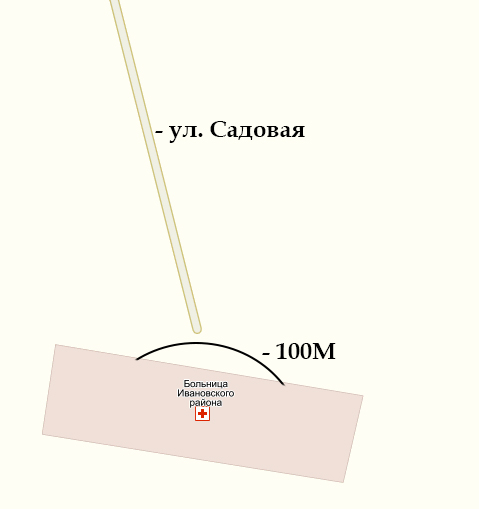 - ул. Садовая
- 100М
Больница
Ивановского
района